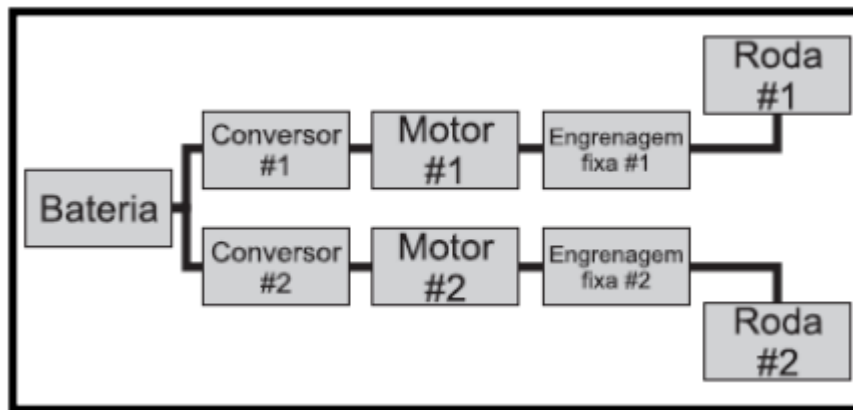 Bateria
Conversor
#1
Motor
#1
Engrenagem
fixa #1
Roda
#1
Conversor
#2
Motor
#2
Engrenagem
fixa #2
Roda
#2